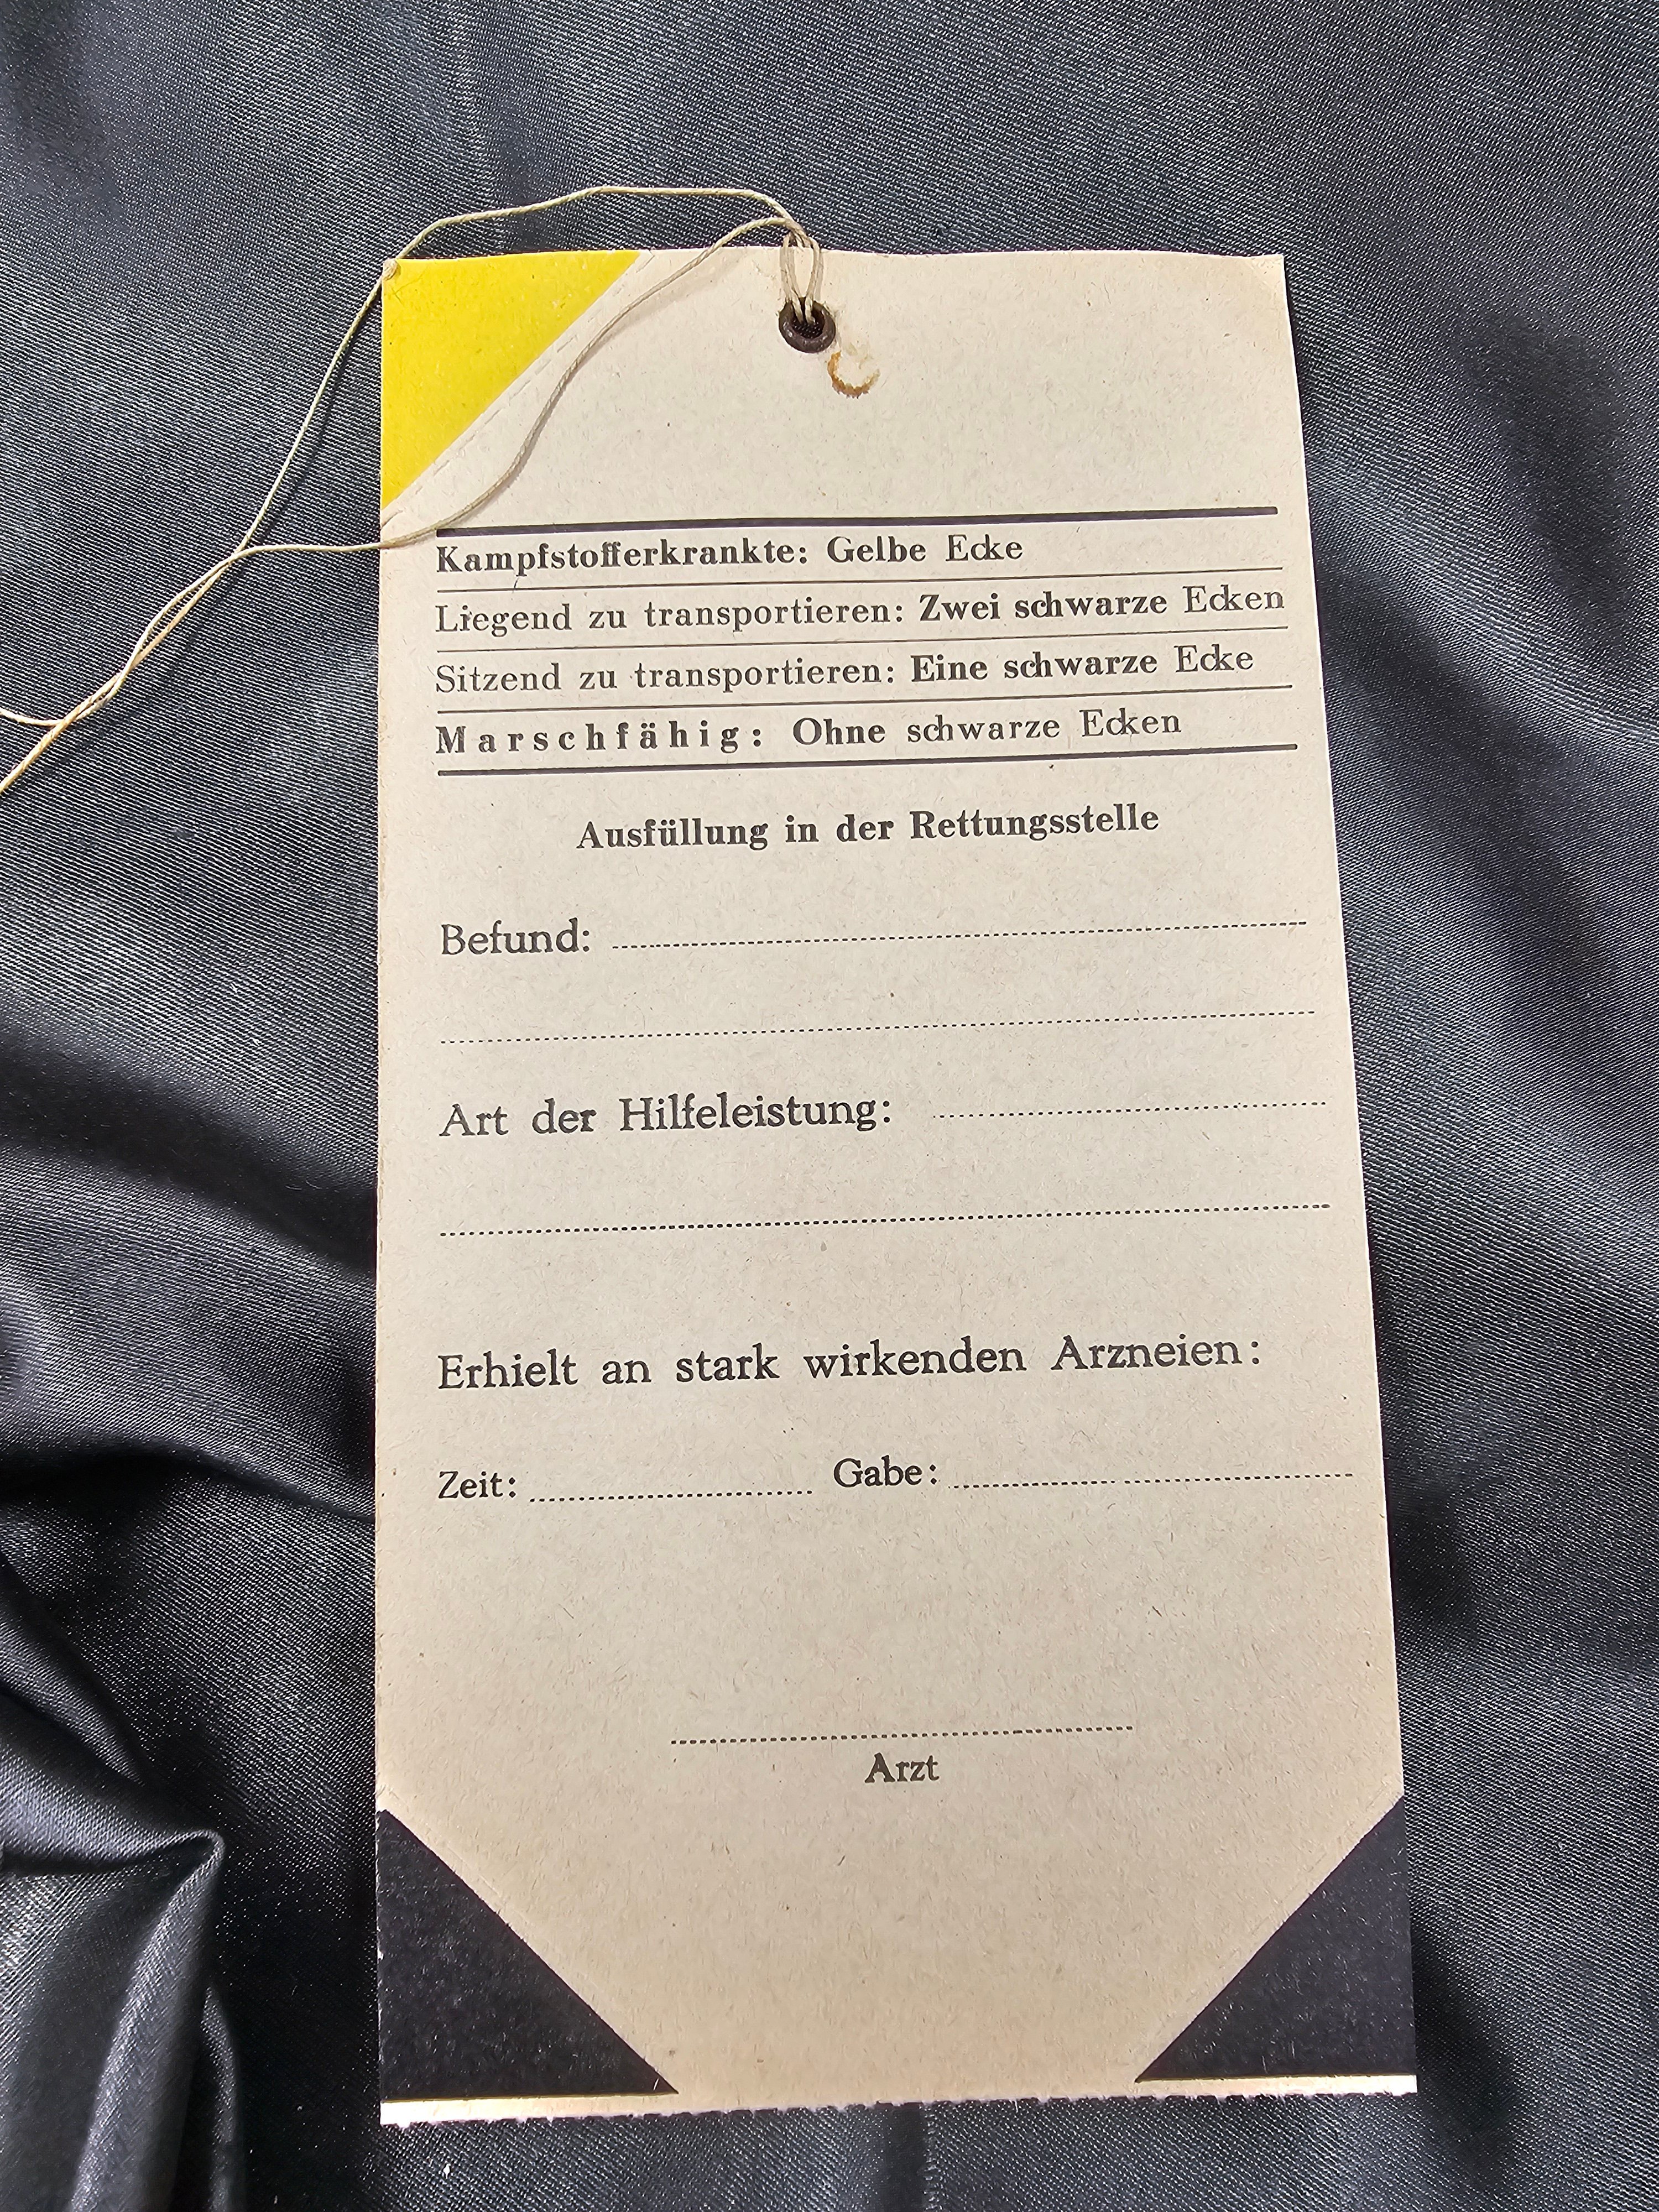 Kampfstofferkrankte: Gelbe Ecke
Liegend zu transportieren: Zwei schwarze Ecken
Sitzend zu transportieren: Eine schwarze Ecke
Marschfähig: Ohne schwarze Ecken
Ausfüllung in der Rettungsstelle
Befund:
Art der Hilfeleistung:
Erhielt an stark wirkenden Arzneien:
Zeit: Gabe:
Arzt